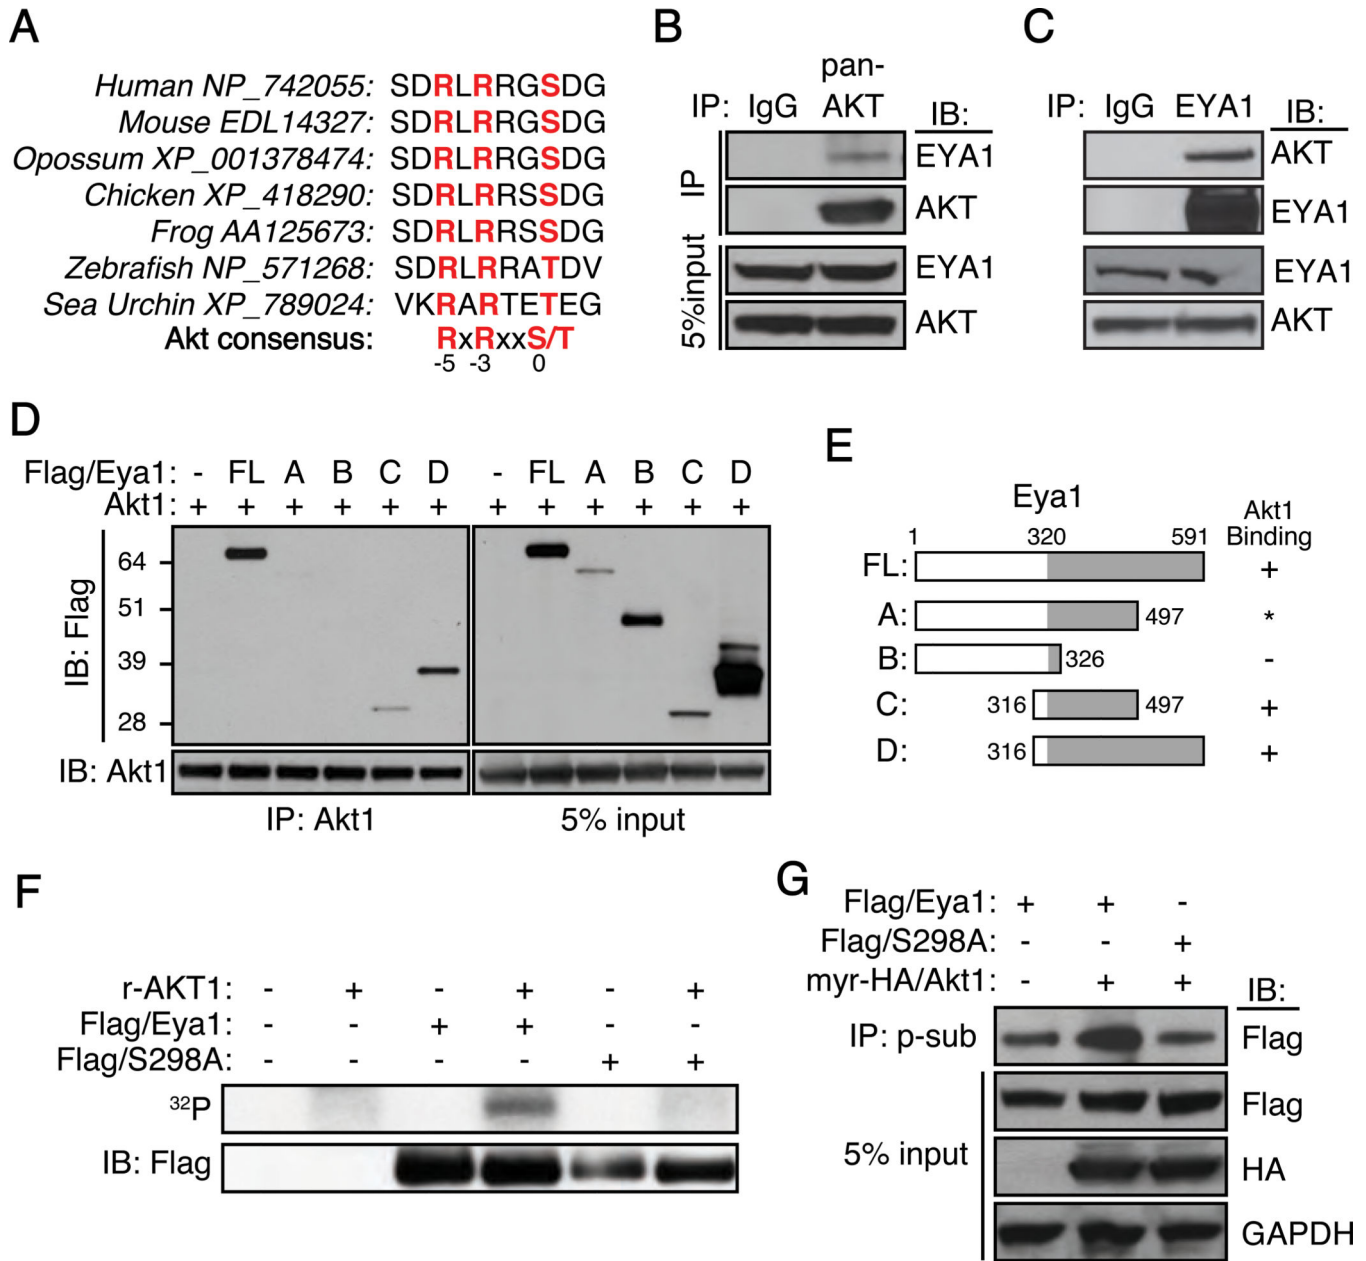 A
Human NP_742055: SDRLRRGSDG
Mouse EDL14327: SDRLRRGSDG
Opossum XP_001378474: SDRLRRGSDG
Chicken XP_418290: SDRLRRSSDG
Frog AA125673: SDRLRRSSDG
Zebrafish NP_571268: SDRLRRATDV
Sea Urchin XP_789024: VKRARTETEG
Akt consensus: RxRxxS/T
-5 -3 0
B
pan-
IP: IgG AKT IB:
IP
EYA1
AKT
5%input
EYA1
AKT
C
IP: IgG EYA1 IB:
AKT
EYA1
EYA1
AKT
D
Flag/Eya1: - FL A B C D - FL A B C D
Akt1: + + + + + + + + + + + +
IB: Flag
64
51
39
28
IB: Akt1
IP: Akt1 5% input
E
Eya1
Akt1
Binding
1 320 591
FL: +
A: 497 *
B: 326 -
C: 316 497 +
D: 316 +
F
r-AKT1: - + - + - +
Flag/Eya1: - - + + - -
Flag/S298A: - - - - + +
32P
IB: Flag
G
Flag/Eya1: + + -
Flag/S298A: - - +
myr-HA/Akt1: - + + IB:
IP: p-sub Flag
5% input
Flag
HA
GAPDH